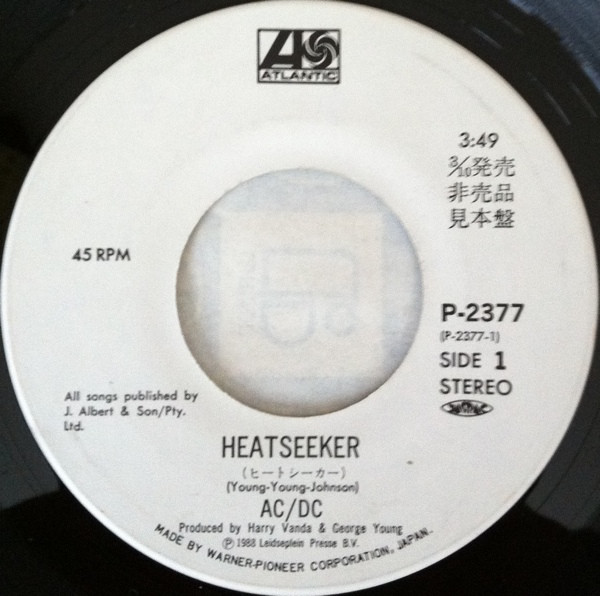 ATLANTIC
3:49
3/10発売
非売品
見本盤
45 RPM
P-2377
(P-2377-1)
SIDE 1
STEREO
All songs published by
J. Albert & Son/Pty.
Ltd.
HEATSEEKER
(ヒートシーカー)
(Young-Young-Johnson)
AC/DC
Produced by Harry Vanda & George Young
Ⓟ1988 Leidseplein Presse B.V.
MADE BY WARNER-PIONEER CORPORATION, JAPAN.